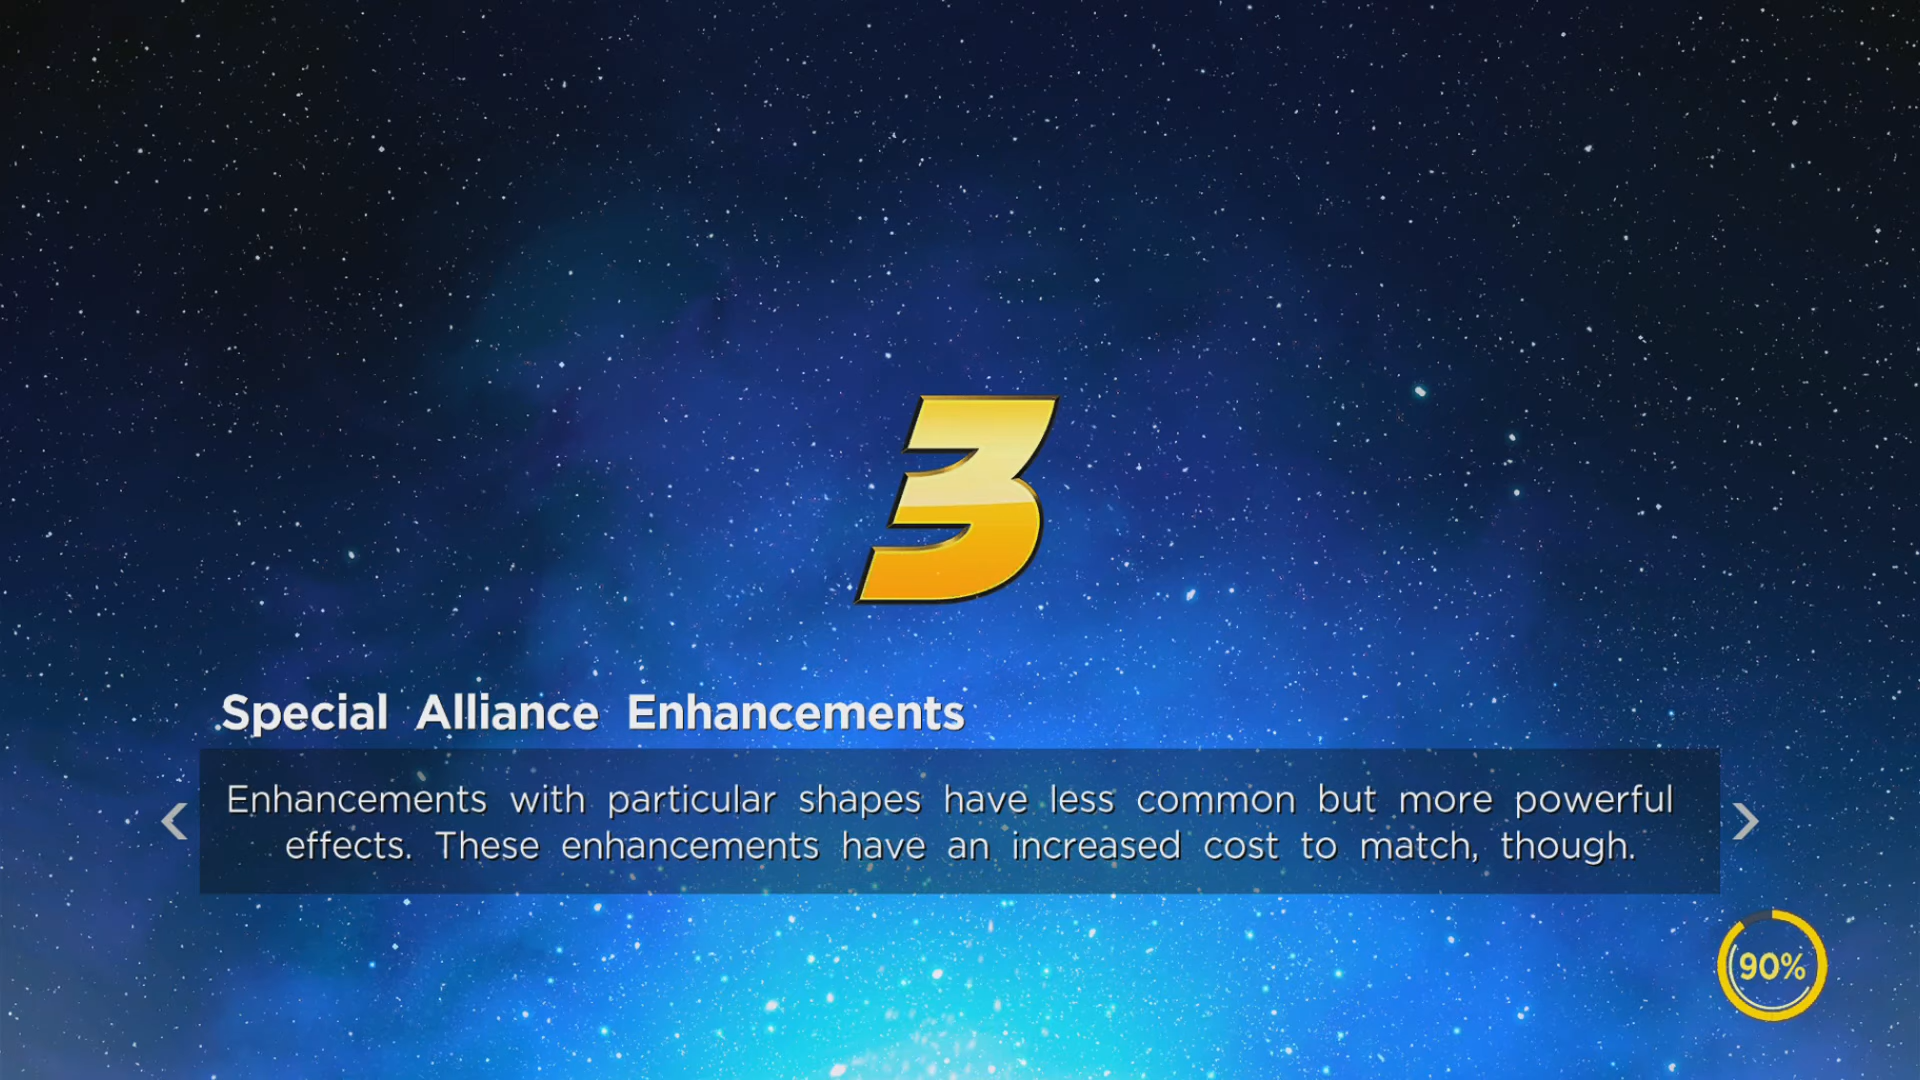 3
Special Alliance Enhancements
Enhancements with particular shapes have less common but more powerful
effects. These enhancements have an increased cost to match, though.
90%